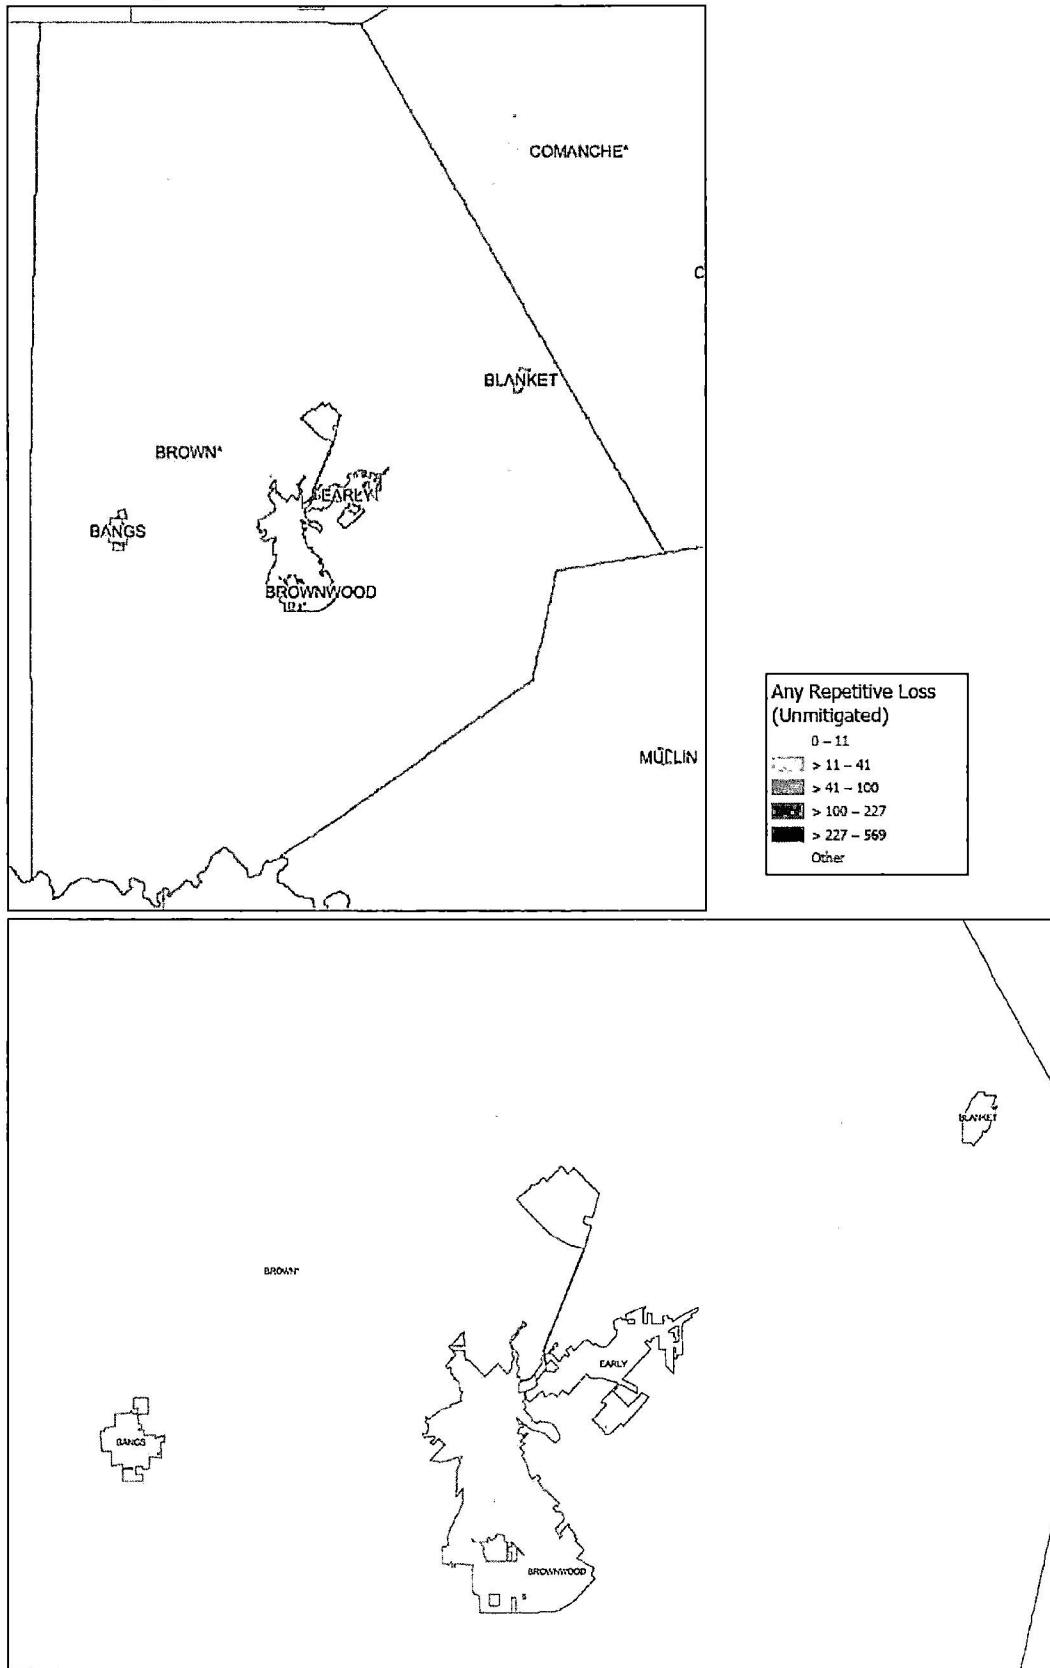 COMANCHE*
C
BLANKET
BROWN*
EARLY
BANGS
BROWNWOOD
MULLIN
Any Repetitive Loss
(Unmitigated)
0 – 11
> 11 – 41
> 41 – 100
> 100 – 227
> 227 – 569
Other
BLANKET
BROWN*
EARLY
BANGS
BROWNWOOD